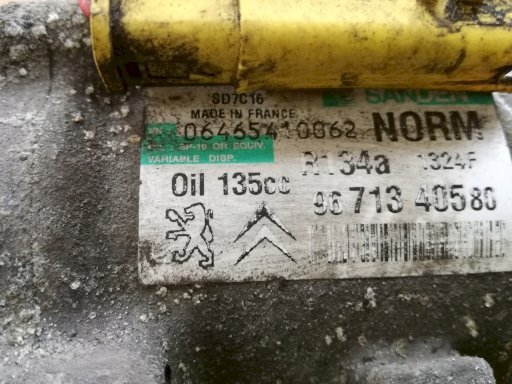 SANDEN
SD7C16
MADE IN FRANCE
06465410062 NORM
SP-10 OR EQUIV.
VARIABLE DISP.
R134a 1324F
Oil 135cc
96 713 405 80